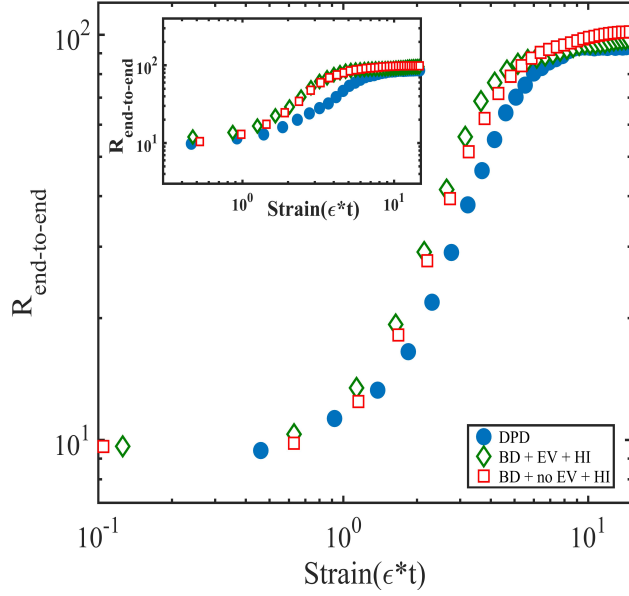 10^2
10^1
10^-1
10^0
10^1
R_end-to-end
Strain(ϵ*t)
10^2
10^1
10^0
10^1
R_end-to-end
Strain(ϵ*t)
DPD
BD + EV + HI
BD + no EV + HI